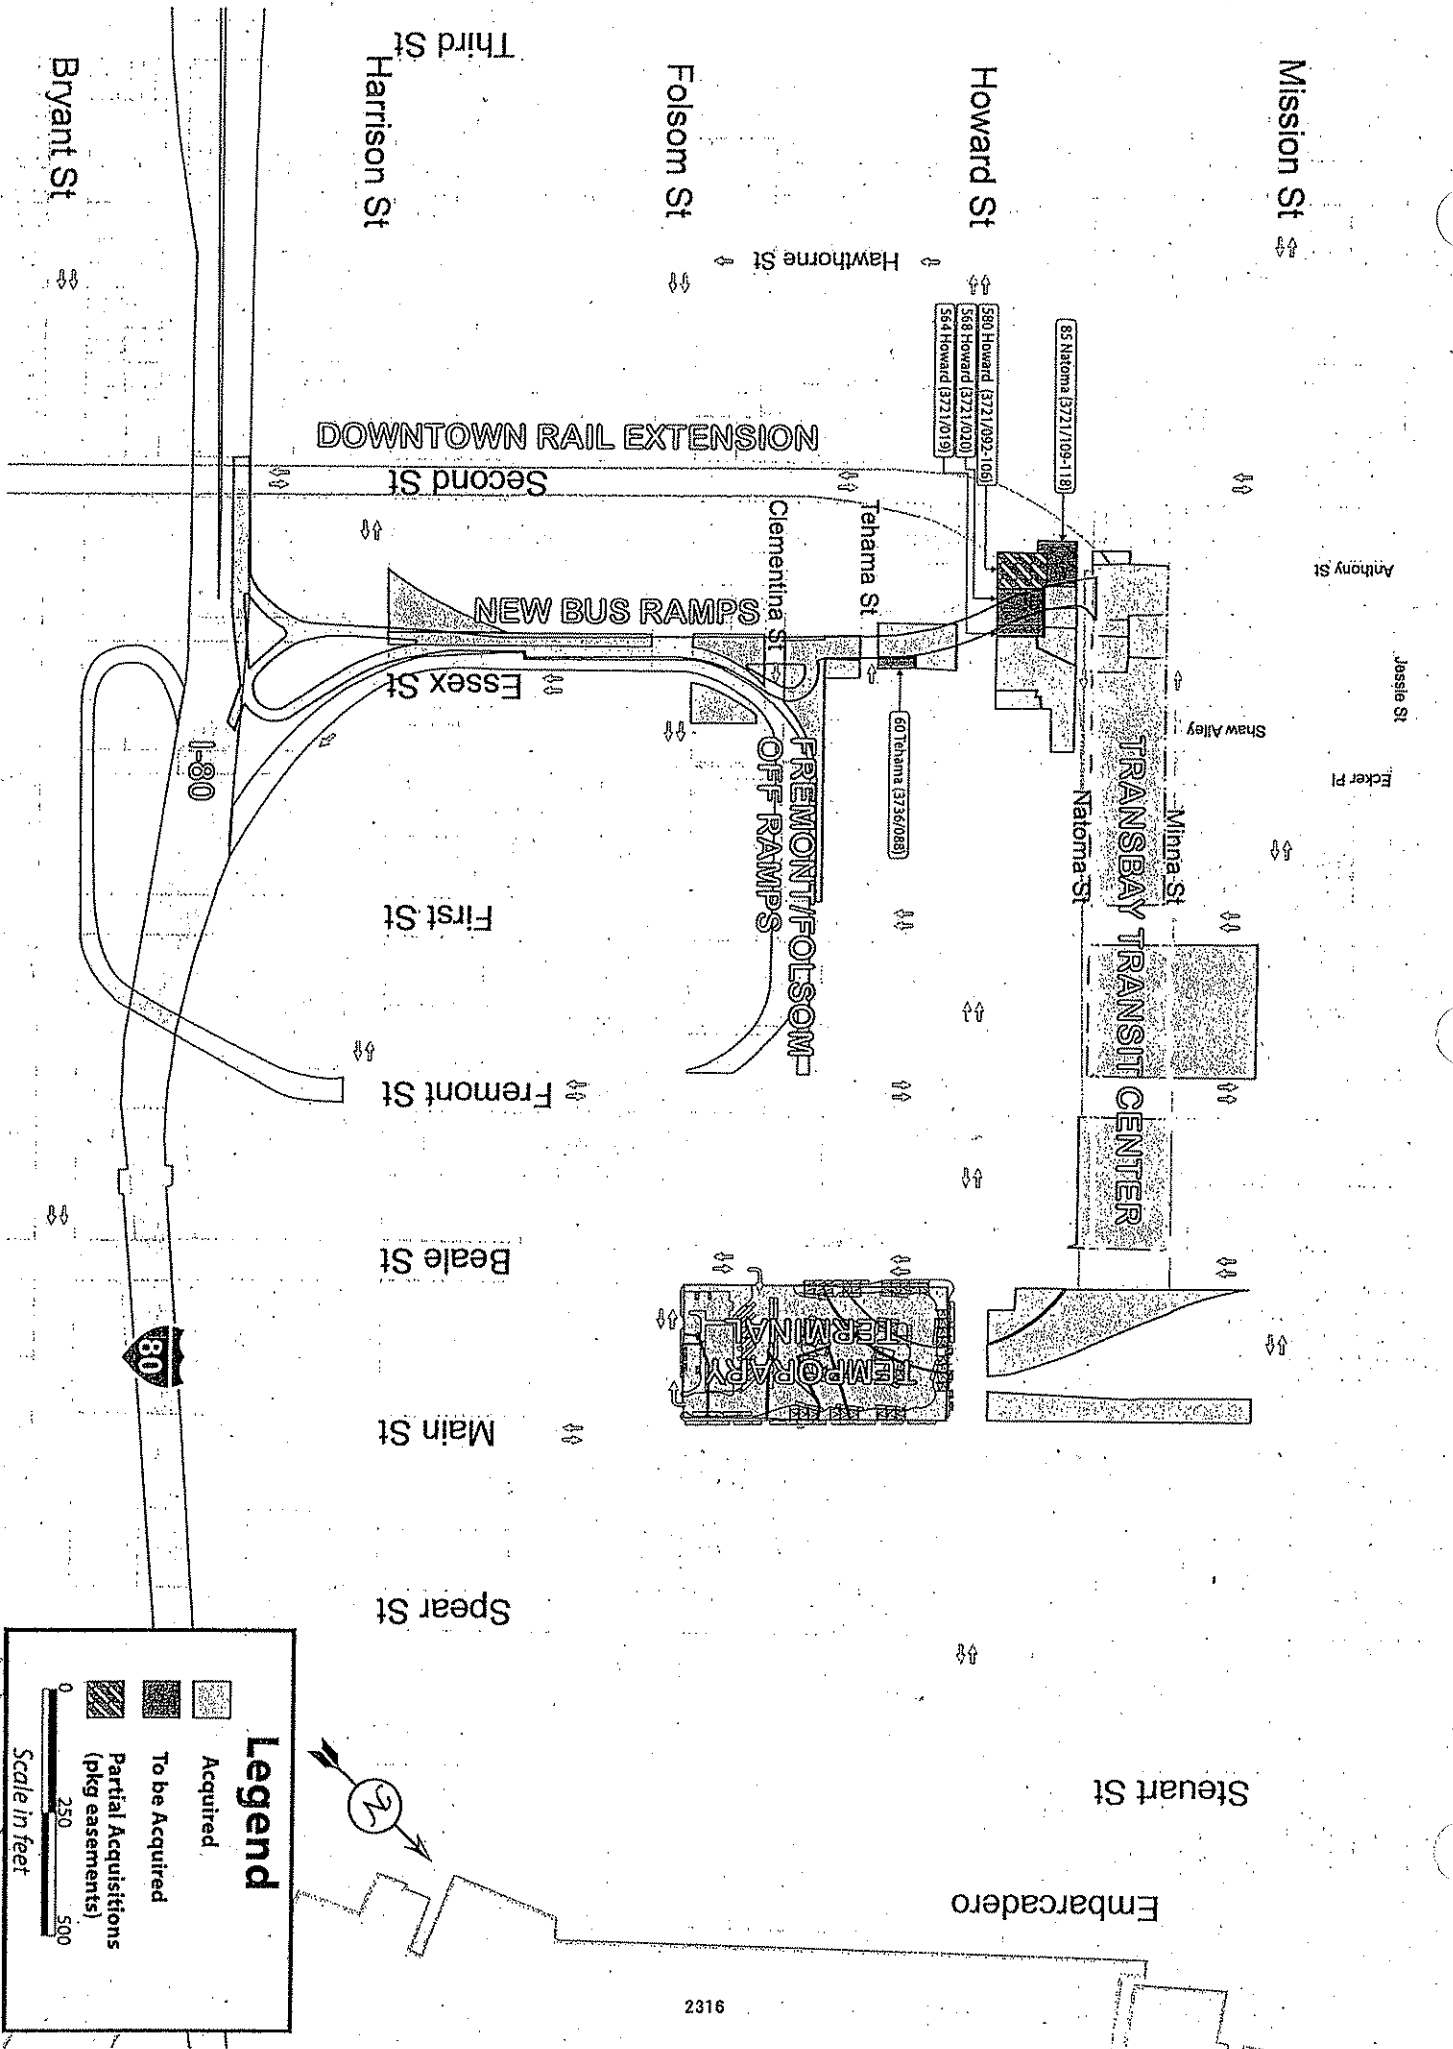 Mission St
Howard St
Folsom St
Harrison St
Bryant St
Third St
Hawthorne St
85 Natoma (3721/109-118)
580 Howard (3721/092-106)
568 Howard (3721/020)
564 Howard (3721/019)
DOWNTOWN RAIL EXTENSION
Second St
Clementina St
Tehama St
Anthony St
NEW BUS RAMPS
Essex St
Jessie St
Shaw Alley
Ecker Pl
60 Tehama (3736/088)
I-80
FREMONT/FOLSOM
OFF RAMPS
TRANSBAY TRANSIT CENTER
Minna St
Natoma St
First St
Fremont St
Beale St
TEMPORARY
TERMINAL
80
Main St
Spear St
Steuart St
Embarcadero
Legend
Acquired
To be Acquired
Partial Acquisitions
(pkg easements)
0 250 500
Scale in feet
N
2316